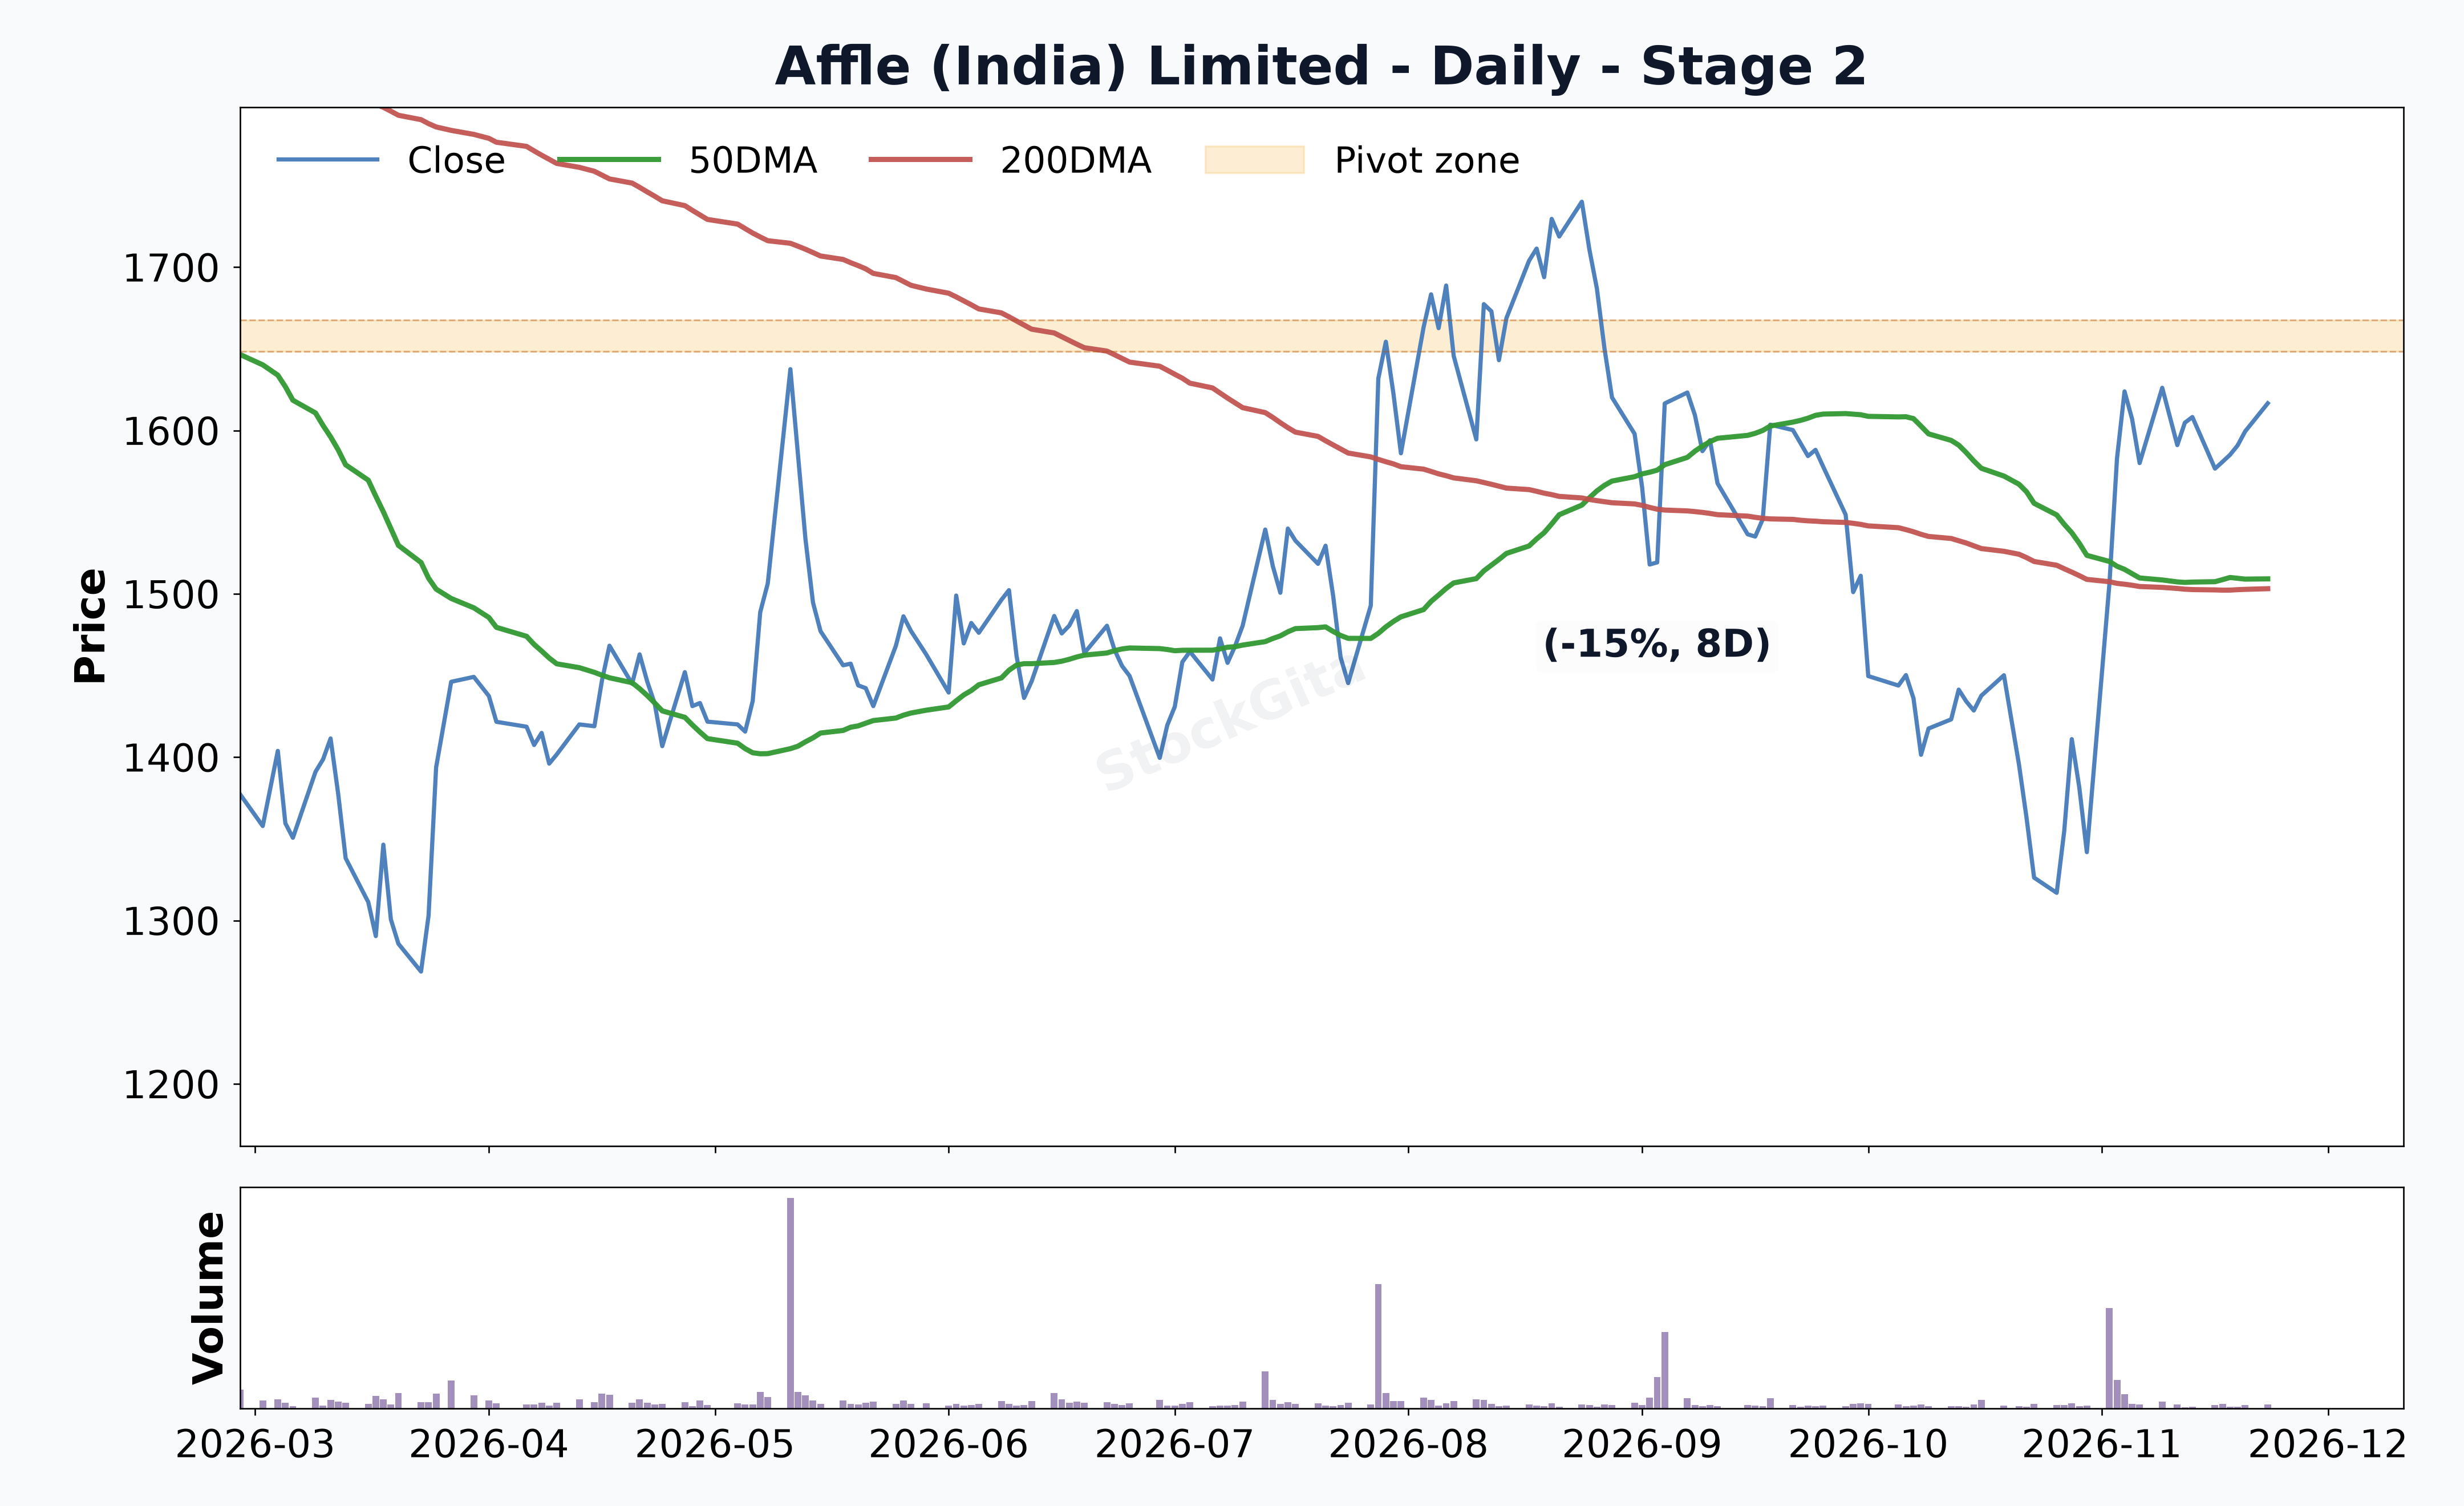 Affle (India) Limited - Daily - Stage 2
Close 50DMA 200DMA Pivot zone
Price
1700
1600
1500
1400
1300
1200
(-15%, 8D)
StockGita
Volume
2026-03 2026-04 2026-05 2026-06 2026-07 2026-08 2026-09 2026-10 2026-11 2026-12